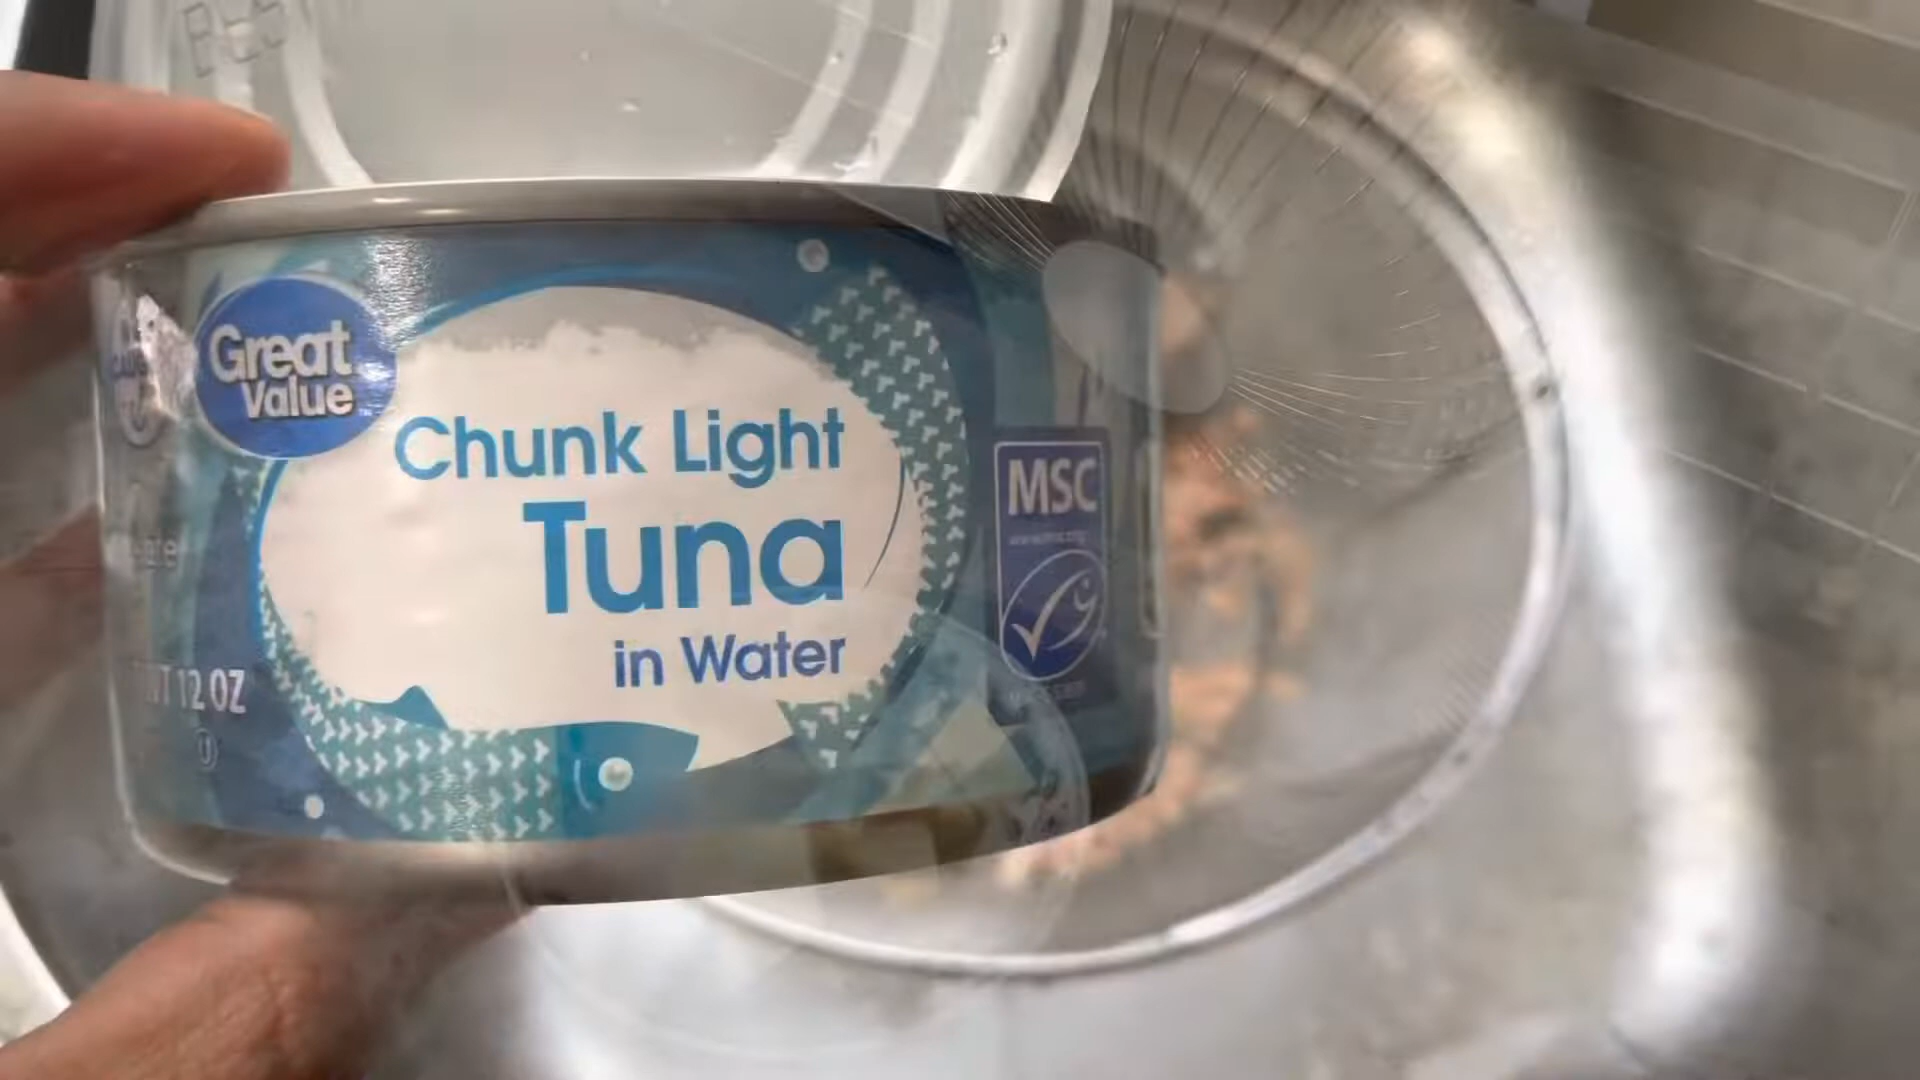 Great
Value
Chunk Light
Tuna
in Water
MSC
12 OZ